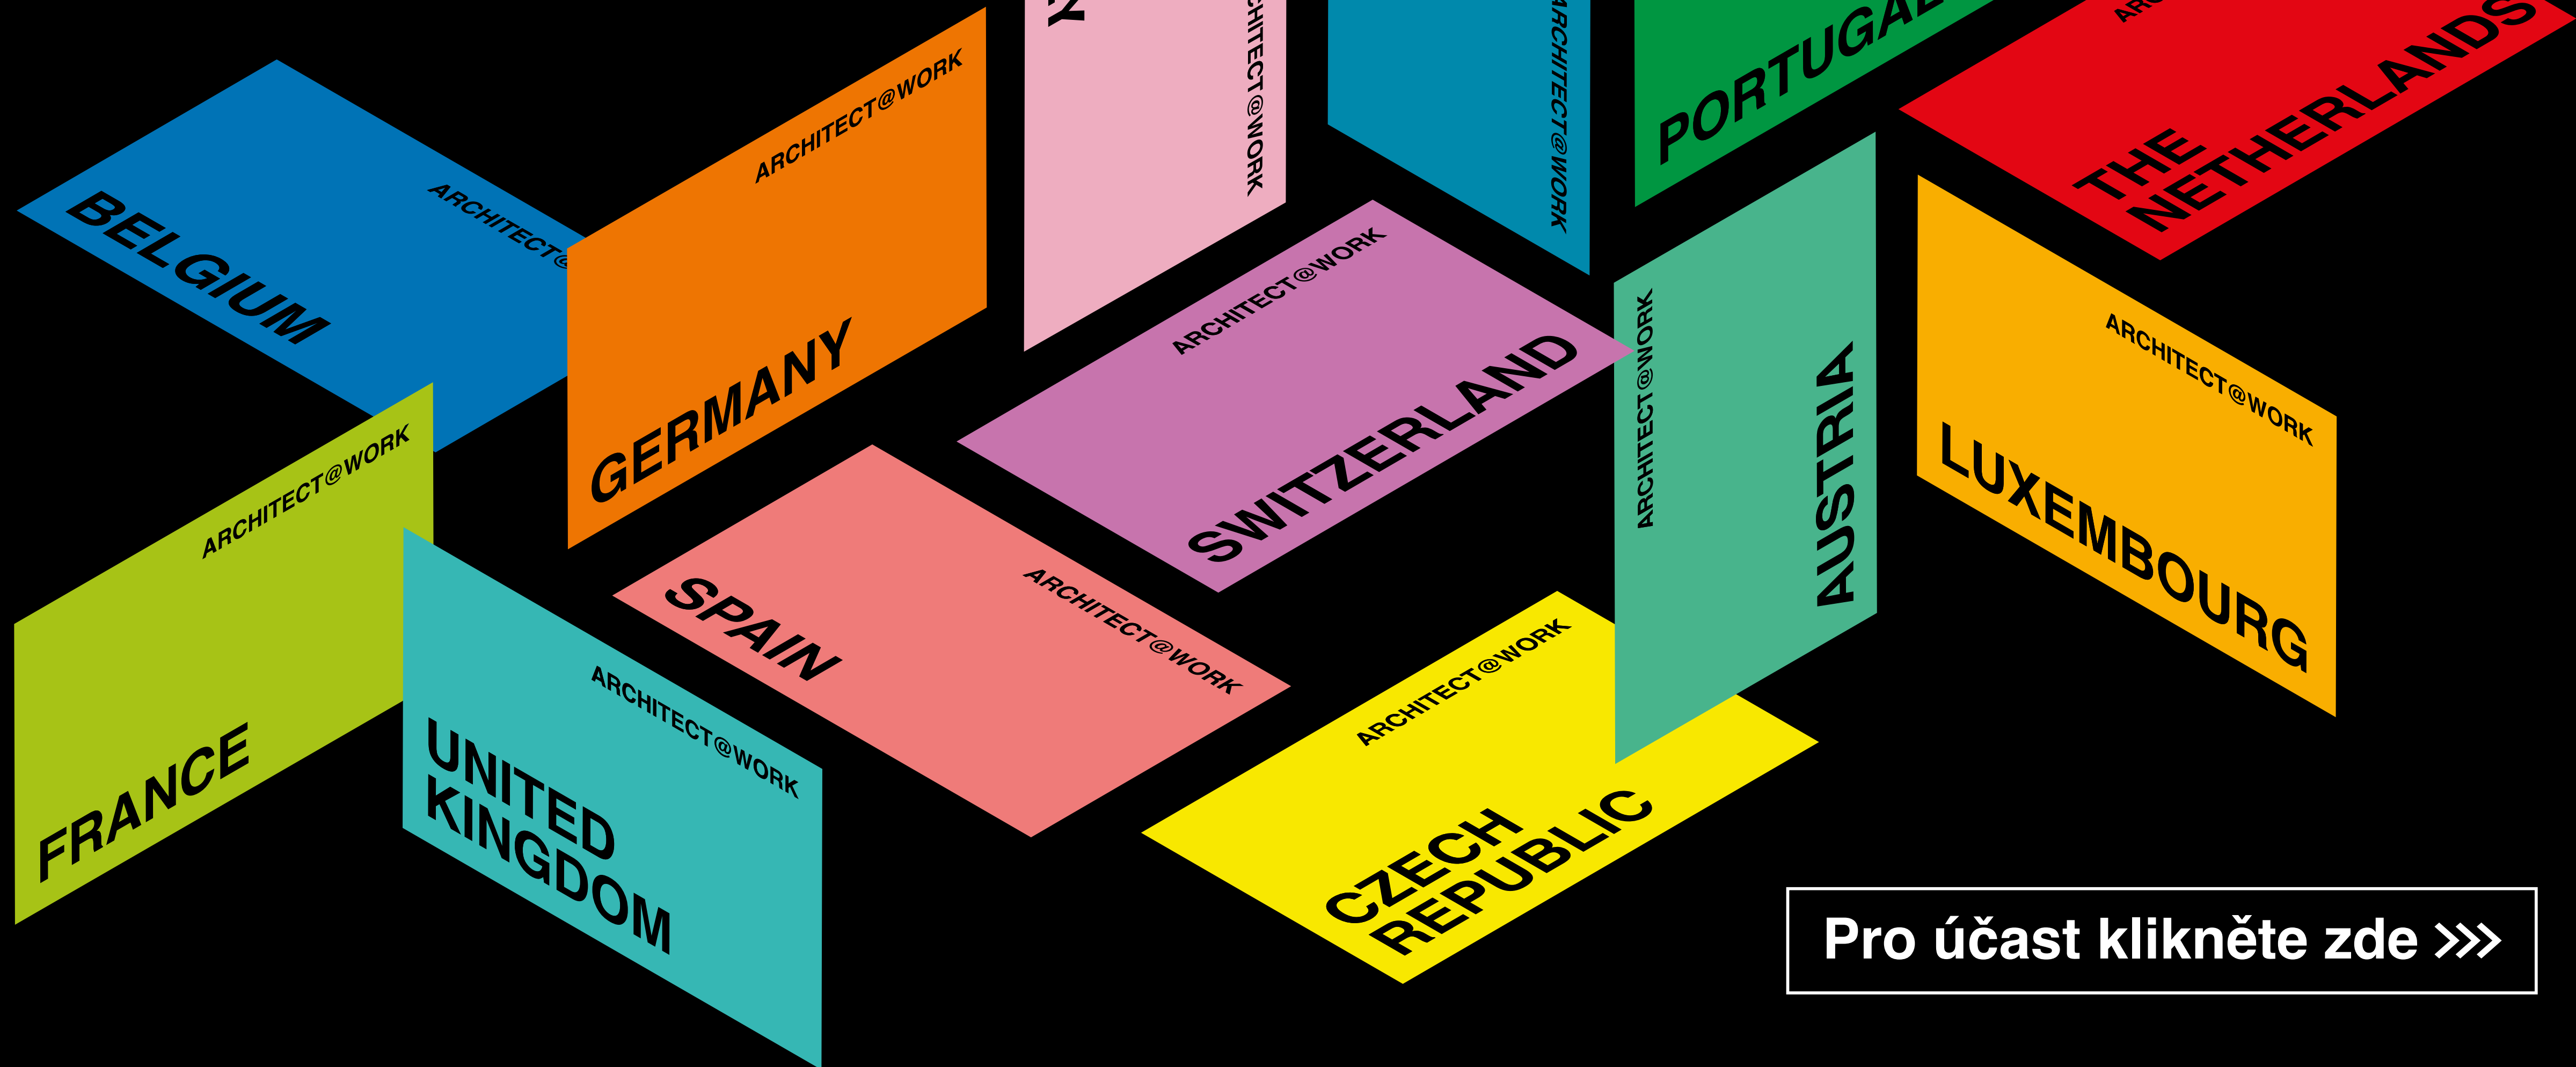 BELGIUM
ARCHITECT@
GERMANY
ARCHITECT@WORK
Y
CHITECT@WORK
ARCHITECT@WORK
PORTUGAL
THE
NETHERLANDS
FRANCE
ARCHITECT@WORK
UNITED
KINGDOM
ARCHITECT@WORK
SPAIN
ARCHITECT@WORK
SWITZERLAND
ARCHITECT@WORK
CZECH
REPUBLIC
ARCHITECT@WORK
AUSTRIA
ARCHITECT@WORK
LUXEMBOURG
ARCHITECT@WORK
Pro účast klikněte zde >>>